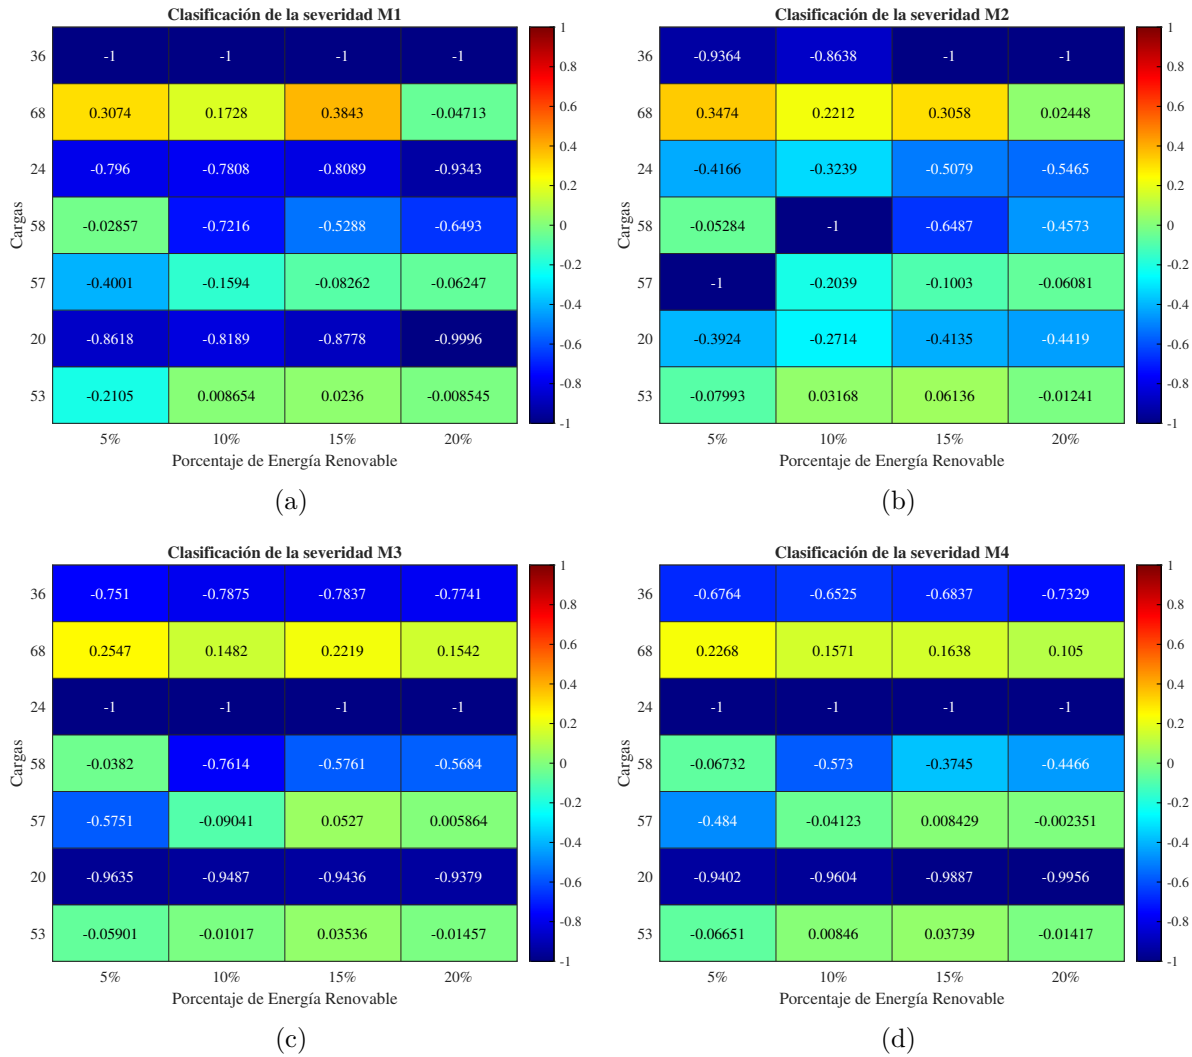 Clasificación de la severidad M1
36 -1 -1 -1 -1
68 0.3074 0.1728 0.3843 -0.04713
24 -0.796 -0.7808 -0.8089 -0.9343
58 -0.02857 -0.7216 -0.5288 -0.6493
57 -0.4001 -0.1594 -0.08262 -0.06247
20 -0.8618 -0.8189 -0.8778 -0.9996
53 -0.2105 0.008654 0.0236 -0.008545
5% 10% 15% 20%
Porcentaje de Energía Renovable
Cargas
1
0.8
0.6
0.4
0.2
0
-0.2
-0.4
-0.6
-0.8
-1
(a)
Clasificación de la severidad M2
36 -0.9364 -0.8638 -1 -1
68 0.3474 0.2212 0.3058 0.02448
24 -0.4166 -0.3239 -0.5079 -0.5465
58 -0.05284 -1 -0.6487 -0.4573
57 -1 -0.2039 -0.1003 -0.06081
20 -0.3924 -0.2714 -0.4135 -0.4419
53 -0.07993 0.03168 0.06136 -0.01241
5% 10% 15% 20%
Porcentaje de Energía Renovable
Cargas
1
0.8
0.6
0.4
0.2
0
-0.2
-0.4
-0.6
-0.8
-1
(b)
Clasificación de la severidad M3
36 -0.751 -0.7875 -0.7837 -0.7741
68 0.2547 0.1482 0.2219 0.1542
24 -1 -1 -1 -1
58 -0.0382 -0.7614 -0.5761 -0.5684
57 -0.5751 -0.09041 0.0527 0.005864
20 -0.9635 -0.9487 -0.9436 -0.9379
53 -0.05901 -0.01017 0.03536 -0.01457
5% 10% 15% 20%
Porcentaje de Energía Renovable
Cargas
1
0.8
0.6
0.4
0.2
0
-0.2
-0.4
-0.6
-0.8
-1
(c)
Clasificación de la severidad M4
36 -0.6764 -0.6525 -0.6837 -0.7329
68 0.2268 0.1571 0.1638 0.105
24 -1 -1 -1 -1
58 -0.06732 -0.573 -0.3745 -0.4466
57 -0.484 -0.04123 0.008429 -0.002351
20 -0.9402 -0.9604 -0.9887 -0.9956
53 -0.06651 0.00846 0.03739 -0.01417
5% 10% 15% 20%
Porcentaje de Energía Renovable
Cargas
1
0.8
0.6
0.4
0.2
0
-0.2
-0.4
-0.6
-0.8
-1
(d)